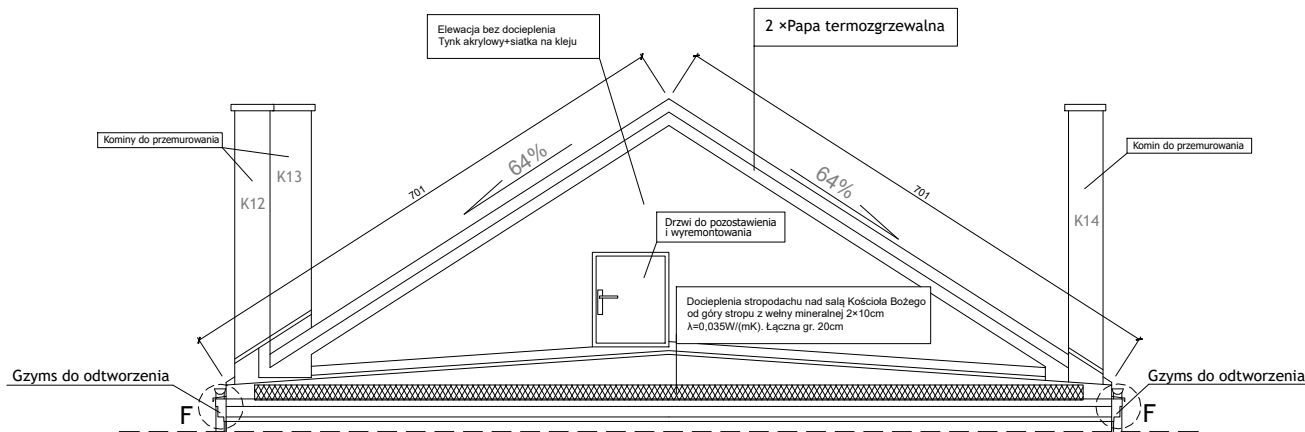 Elewacja bez docieplenia
Tynk akrylowy+siatka na kleju
2 ×Papa termozgrzewalna
Kominy do przemurowania
K13
K12
701
64%
64%
701
Komin do przemurowania
K14
Drzwi do pozostawienia
i wyremontowania
Docieplenia stropodachu nad salą Kościoła Bożego
od góry stropu z wełny mineralnej 2×10cm
λ=0,035W/(mK). Łączna gr. 20cm
Gzyms do odtworzenia
F
Gzyms do odtworzenia
F